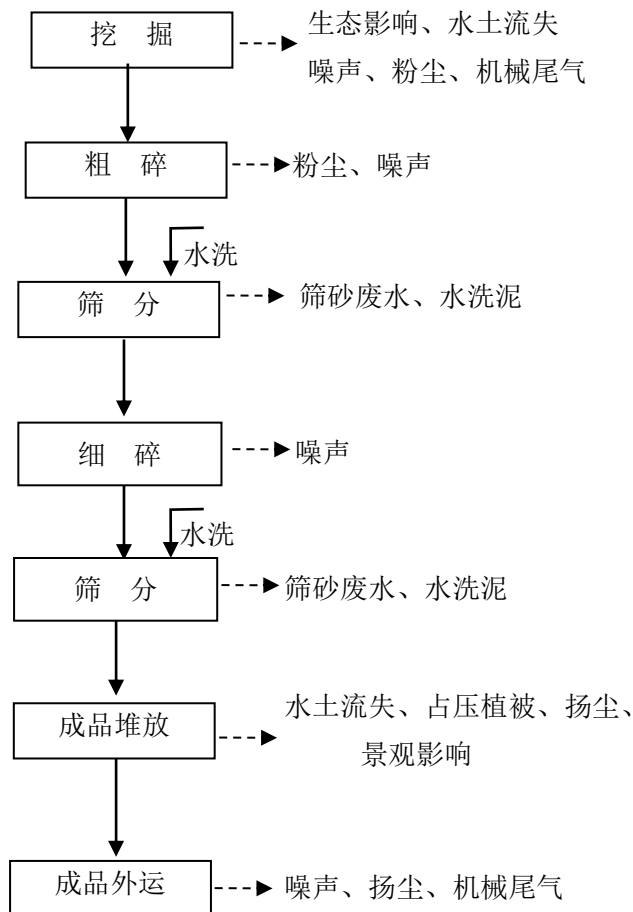 挖 掘
生态影响、水土流失
噪声、粉尘、机械尾气
粗 碎
粉尘、噪声
水洗
筛 分
筛砂废水、水洗泥
细 碎
噪声
水洗
筛 分
筛砂废水、水洗泥
成品堆放
水土流失、占压植被、扬尘、
景观影响
成品外运
噪声、扬尘、机械尾气